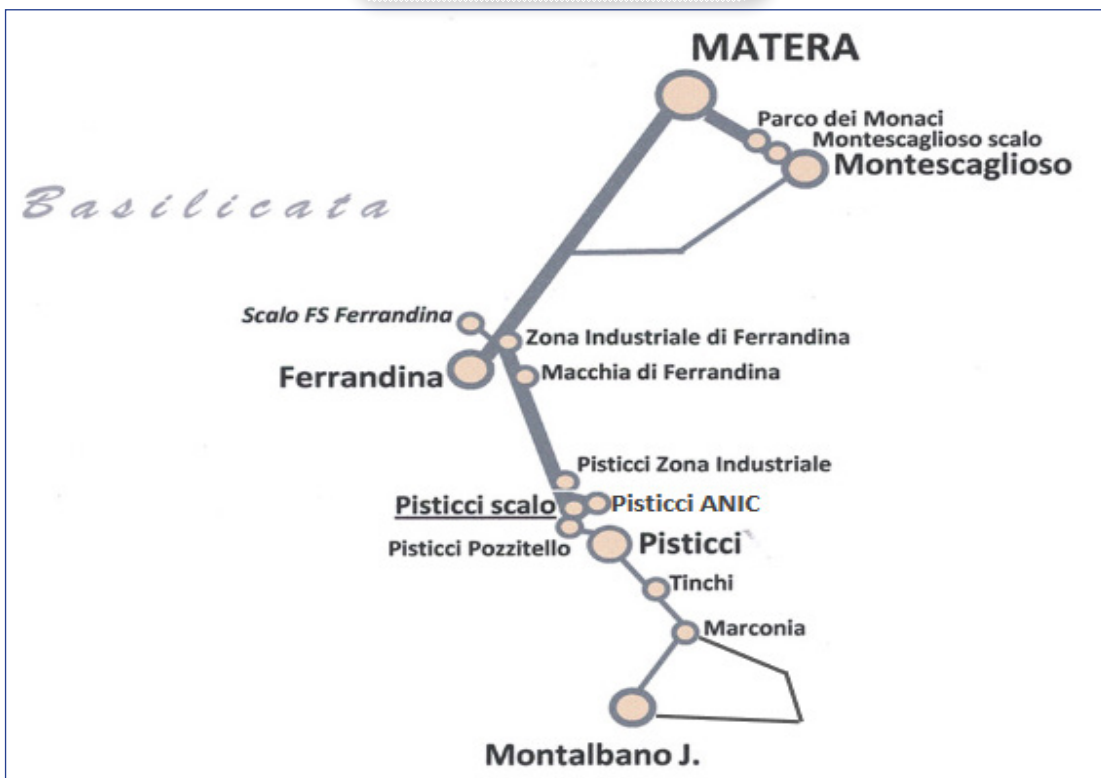 MATERA
Parco dei Monaci
Montescaglioso scalo
Montescaglioso
Basilicata
Scalo FS Ferrandina
Zona Industriale di Ferrandina
Ferrandina
Macchia di Ferrandina
Pisticci Zona Industriale
Pisticci scalo
Pisticci ANIC
Pisticci Pozzitello
Pisticci
Tinchi
Marconia
Montalbano J.